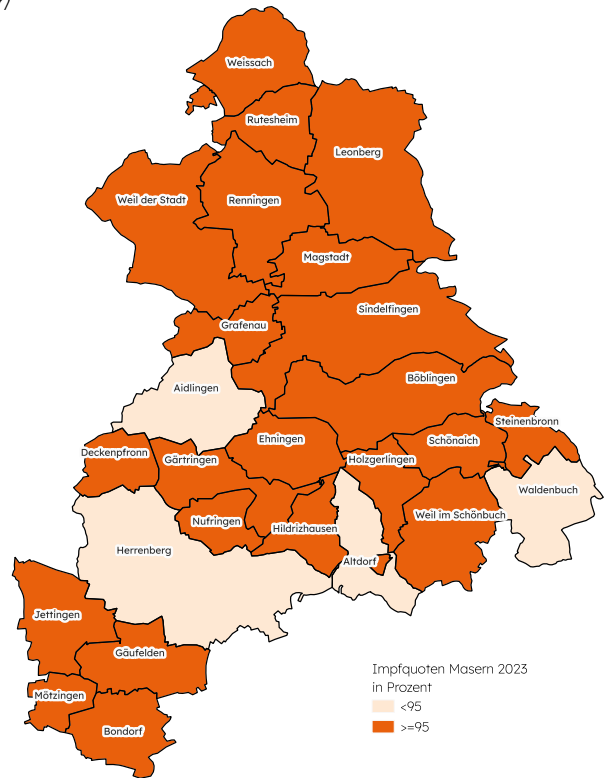 Weissach
Rutesheim
Leonberg
Weil der Stadt
Renningen
Magstadt
Sindelfingen
Grafenau
Böblingen
Aidlingen
Steinenbronn
Ehningen
Schönaich
Deckenpfronn
Gärtringen
Holzgerlingen
Waldenbuch
Nufringen
Weil im Schönbuch
Hildrizhausen
Herrenberg
Altdorf
Jettingen
Gäufelden
Mötzingen
Bondorf
Impfquoten Masern 2023
in Prozent
<95
>=95